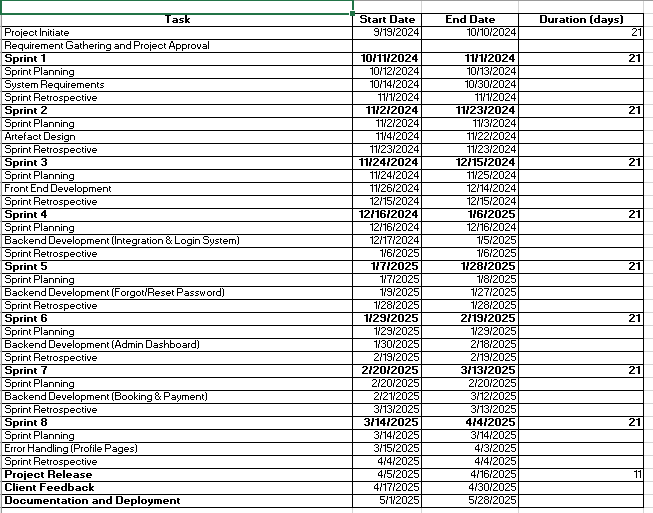 Task Start Date End Date Duration (days)
Project Initiate 9/19/2024 10/10/2024 21
Requirement Gathering and Project Approval
Sprint 1 10/11/2024 11/1/2024 21
Sprint Planning 10/12/2024 10/13/2024
System Requirements 10/14/2024 10/30/2024
Sprint Retrospective 11/1/2024 11/1/2024
Sprint 2 11/2/2024 11/23/2024 21
Sprint Planning 11/2/2024 11/3/2024
Artefact Design 11/4/2024 11/22/2024
Sprint Retrospective 11/23/2024 11/23/2024
Sprint 3 11/24/2024 12/15/2024 21
Sprint Planning 11/24/2024 11/25/2024
Front End Development 11/26/2024 12/14/2024
Sprint Retrospective 12/15/2024 12/15/2024
Sprint 4 12/16/2024 1/6/2025 21
Sprint Planning 12/16/2024 12/16/2024
Backend Development (Integration & Login System) 12/17/2024 1/5/2025
Sprint Retrospective 1/6/2025 1/6/2025
Sprint 5 1/7/2025 1/28/2025 21
Sprint Planning 1/7/2025 1/8/2025
Backend Development (Forgot/Reset Password) 1/9/2025 1/27/2025
Sprint Retrospective 1/28/2025 1/28/2025
Sprint 6 1/29/2025 2/19/2025 21
Sprint Planning 1/29/2025 1/29/2025
Backend Development (Admin Dashboard) 1/30/2025 2/18/2025
Sprint Retrospective 2/19/2025 2/19/2025
Sprint 7 2/20/2025 3/13/2025 21
Sprint Planning 2/20/2025 2/20/2025
Backend Development (Booking & Payment) 2/21/2025 3/12/2025
Sprint Retrospective 3/13/2025 3/13/2025
Sprint 8 3/14/2025 4/4/2025 21
Sprint Planning 3/14/2025 3/14/2025
Error Handling (Profile Pages) 3/15/2025 4/3/2025
Sprint Retrospective 4/4/2025 4/4/2025
Project Release 4/5/2025 4/16/2025 11
Client Feedback 4/17/2025 4/30/2025
Documentation and Deployment 5/1/2025 5/28/2025